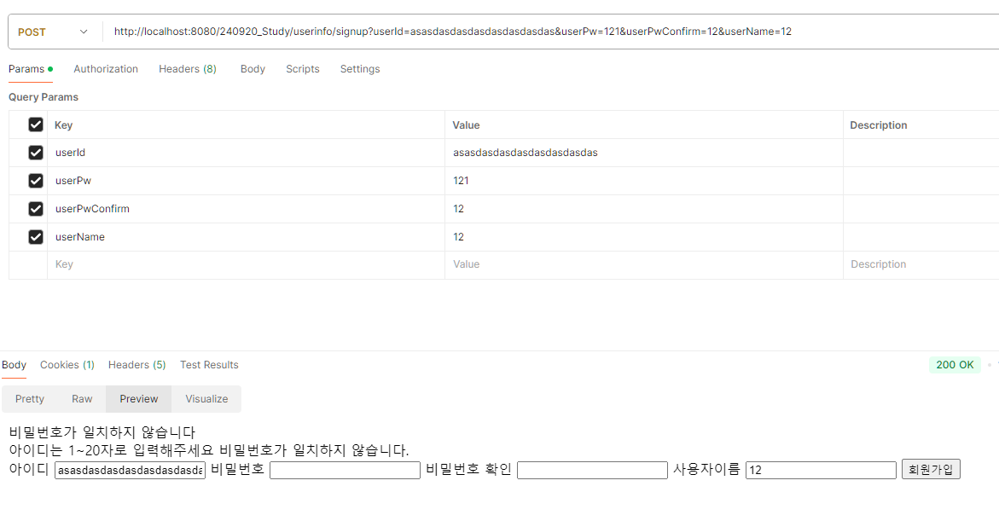 POST http://localhost:8080/240920_Study/userinfo/signup?userId=asasdasdasdasdasdasdasdas&userPw=121&userPwConfirm=12&userName=12
Params Authorization Headers (8) Body Scripts Settings
Query Params
Key Value Description
userId asasdasdasdasdasdasdasdas
userPw 121
userPwConfirm 12
userName 12
Key Value Description
Body Cookies (1) Headers (5) Test Results 200 OK
Pretty Raw Preview Visualize
비밀번호가 일치하지 않습니다
아이디는 1~20자로 입력해주세요 비밀번호가 일치하지 않습니다.
아이디 asasdasdasdasdasdasdasda 비밀번호 비밀번호 확인 사용자이름 12 회원가입